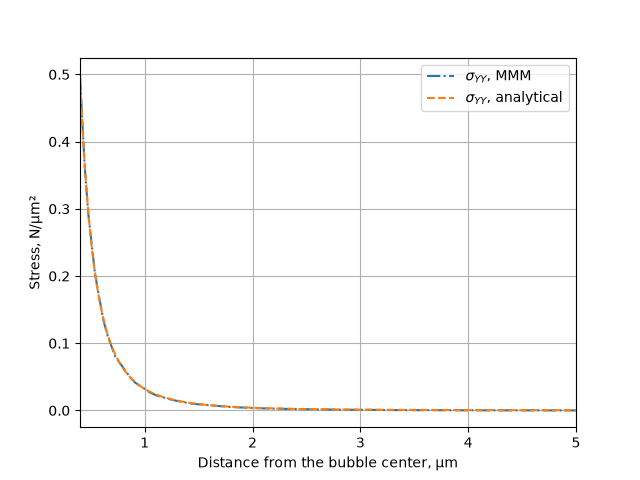 σYY, MMM
σYY, analytical
0.5
0.4
0.3
0.2
0.1
0.0
Stress, N/μm²
1
2
3
4
5
Distance from the bubble center, μm